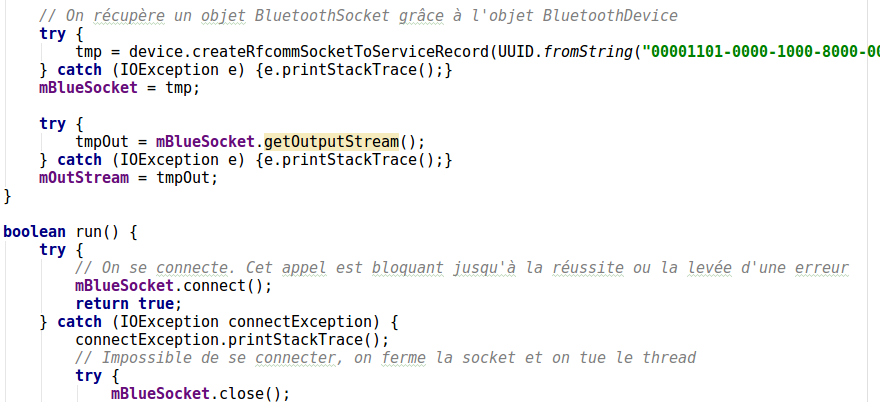 // On récupère un objet BluetoothSocket grâce à l'objet BluetoothDevice
try {
tmp = device.createRfcommSocketToServiceRecord(UUID.fromString("00001101-0000-1000-8000-00
} catch (IOException e) {e.printStackTrace();}
mBlueSocket = tmp;
try {
tmpOut = mBlueSocket.getOutputStream();
} catch (IOException e) {e.printStackTrace();}
mOutStream = tmpOut;
}
boolean run() {
try {
// On se connecte. Cet appel est bloquant jusqu'à la réussite ou la levée d'une erreur
mBlueSocket.connect();
return true;
} catch (IOException connectException) {
connectException.printStackTrace();
// Impossible de se connecter, on ferme la socket et on tue le thread
try {
mBlueSocket.close();